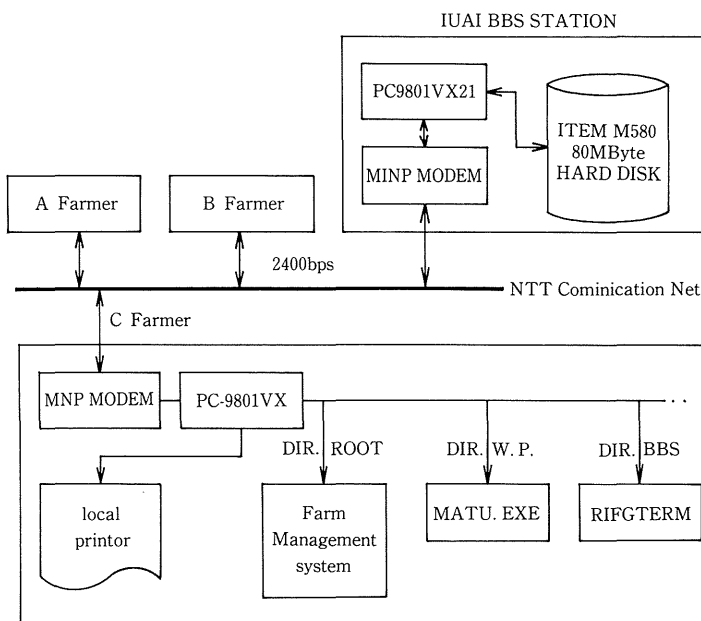 IUAI BBS STATION
PC9801VX21
ITEM M580
80MByte
HARD DISK
MINP MODEM
A Farmer
B Farmer
2400bps
NTT Cominication Net
C Farmer
MNP MODEM
PC-9801VX
. .
DIR. ROOT
DIR. W. P.
DIR. BBS
local
printor
Farm
Management
system
MATU. EXE
RIFGTERM